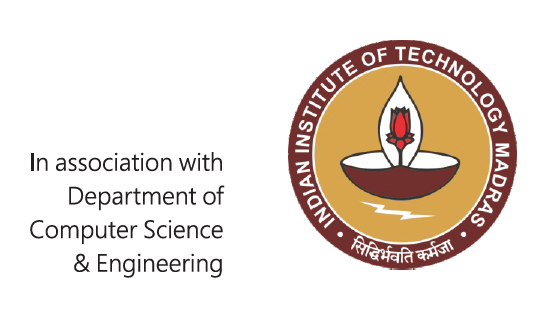 In association with
Department of
Computer Science
& Engineering
INDIAN INSTITUTE OF TECHNOLOGY MADRAS
सिद्धिर्भवति कर्मजा